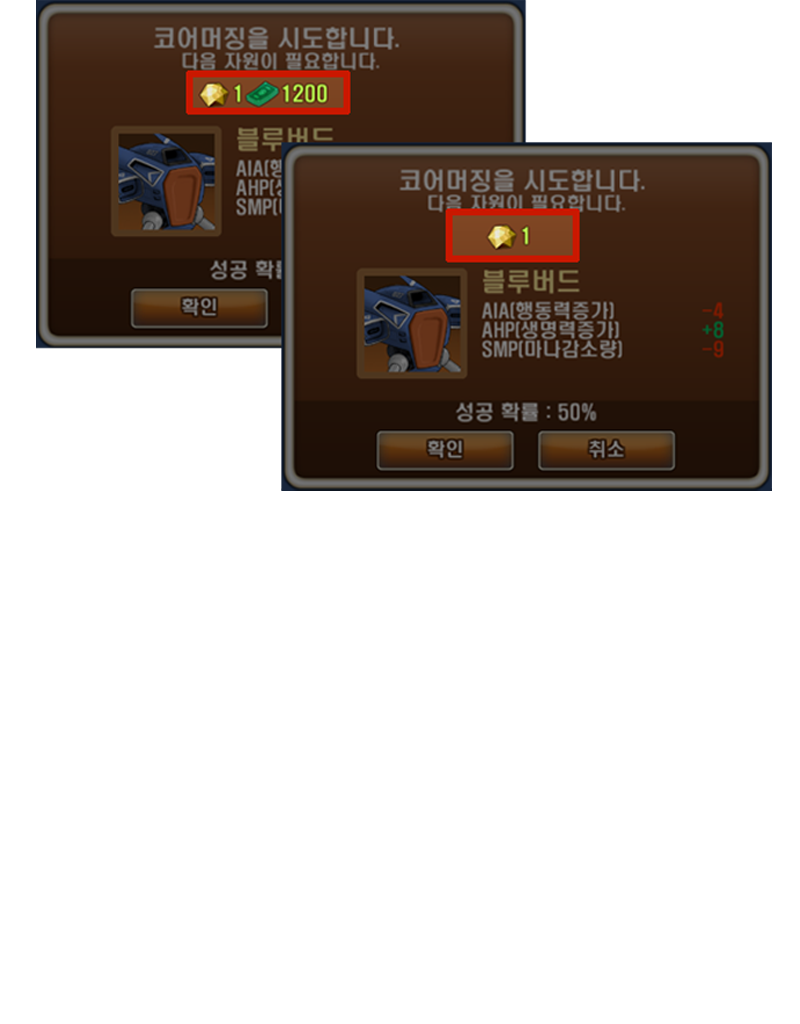 코어머징을 시도합니다.
다음 자원이 필요합니다.
1 1200
블루버드
AIA(행
AHP(생
SMP(
성공 확률
확인
코어머징을 시도합니다.
다음 자원이 필요합니다.
1
블루버드
AIA(행동력증가) -4
AHP(생명력증가) +8
SMP(마나감소량) -9
성공 확률 : 50%
확인 취소